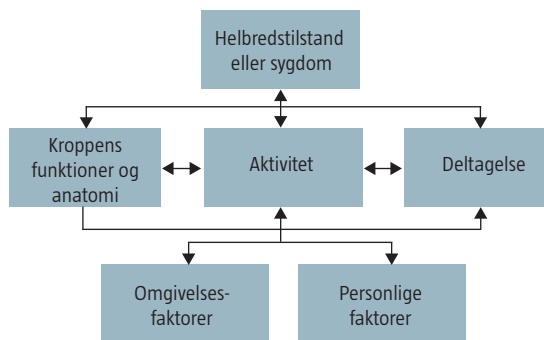 Helbredstilstand
eller sygdom
Kroppens
funktioner og
anatomi
Aktivitet
Deltagelse
Omgivelses-
faktorer
Personlige
faktorer